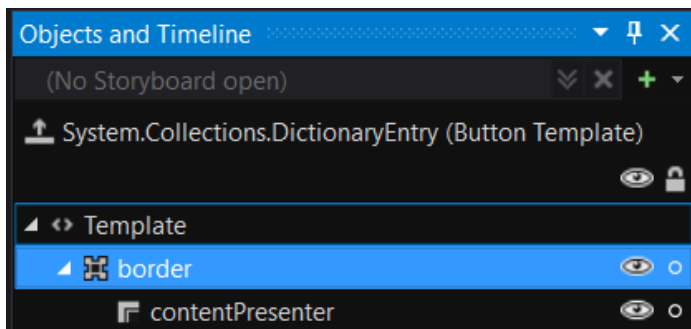 Objects and Timeline
(No Storyboard open)
System.Collections.DictionaryEntry (Button Template)
Template
border
contentPresenter